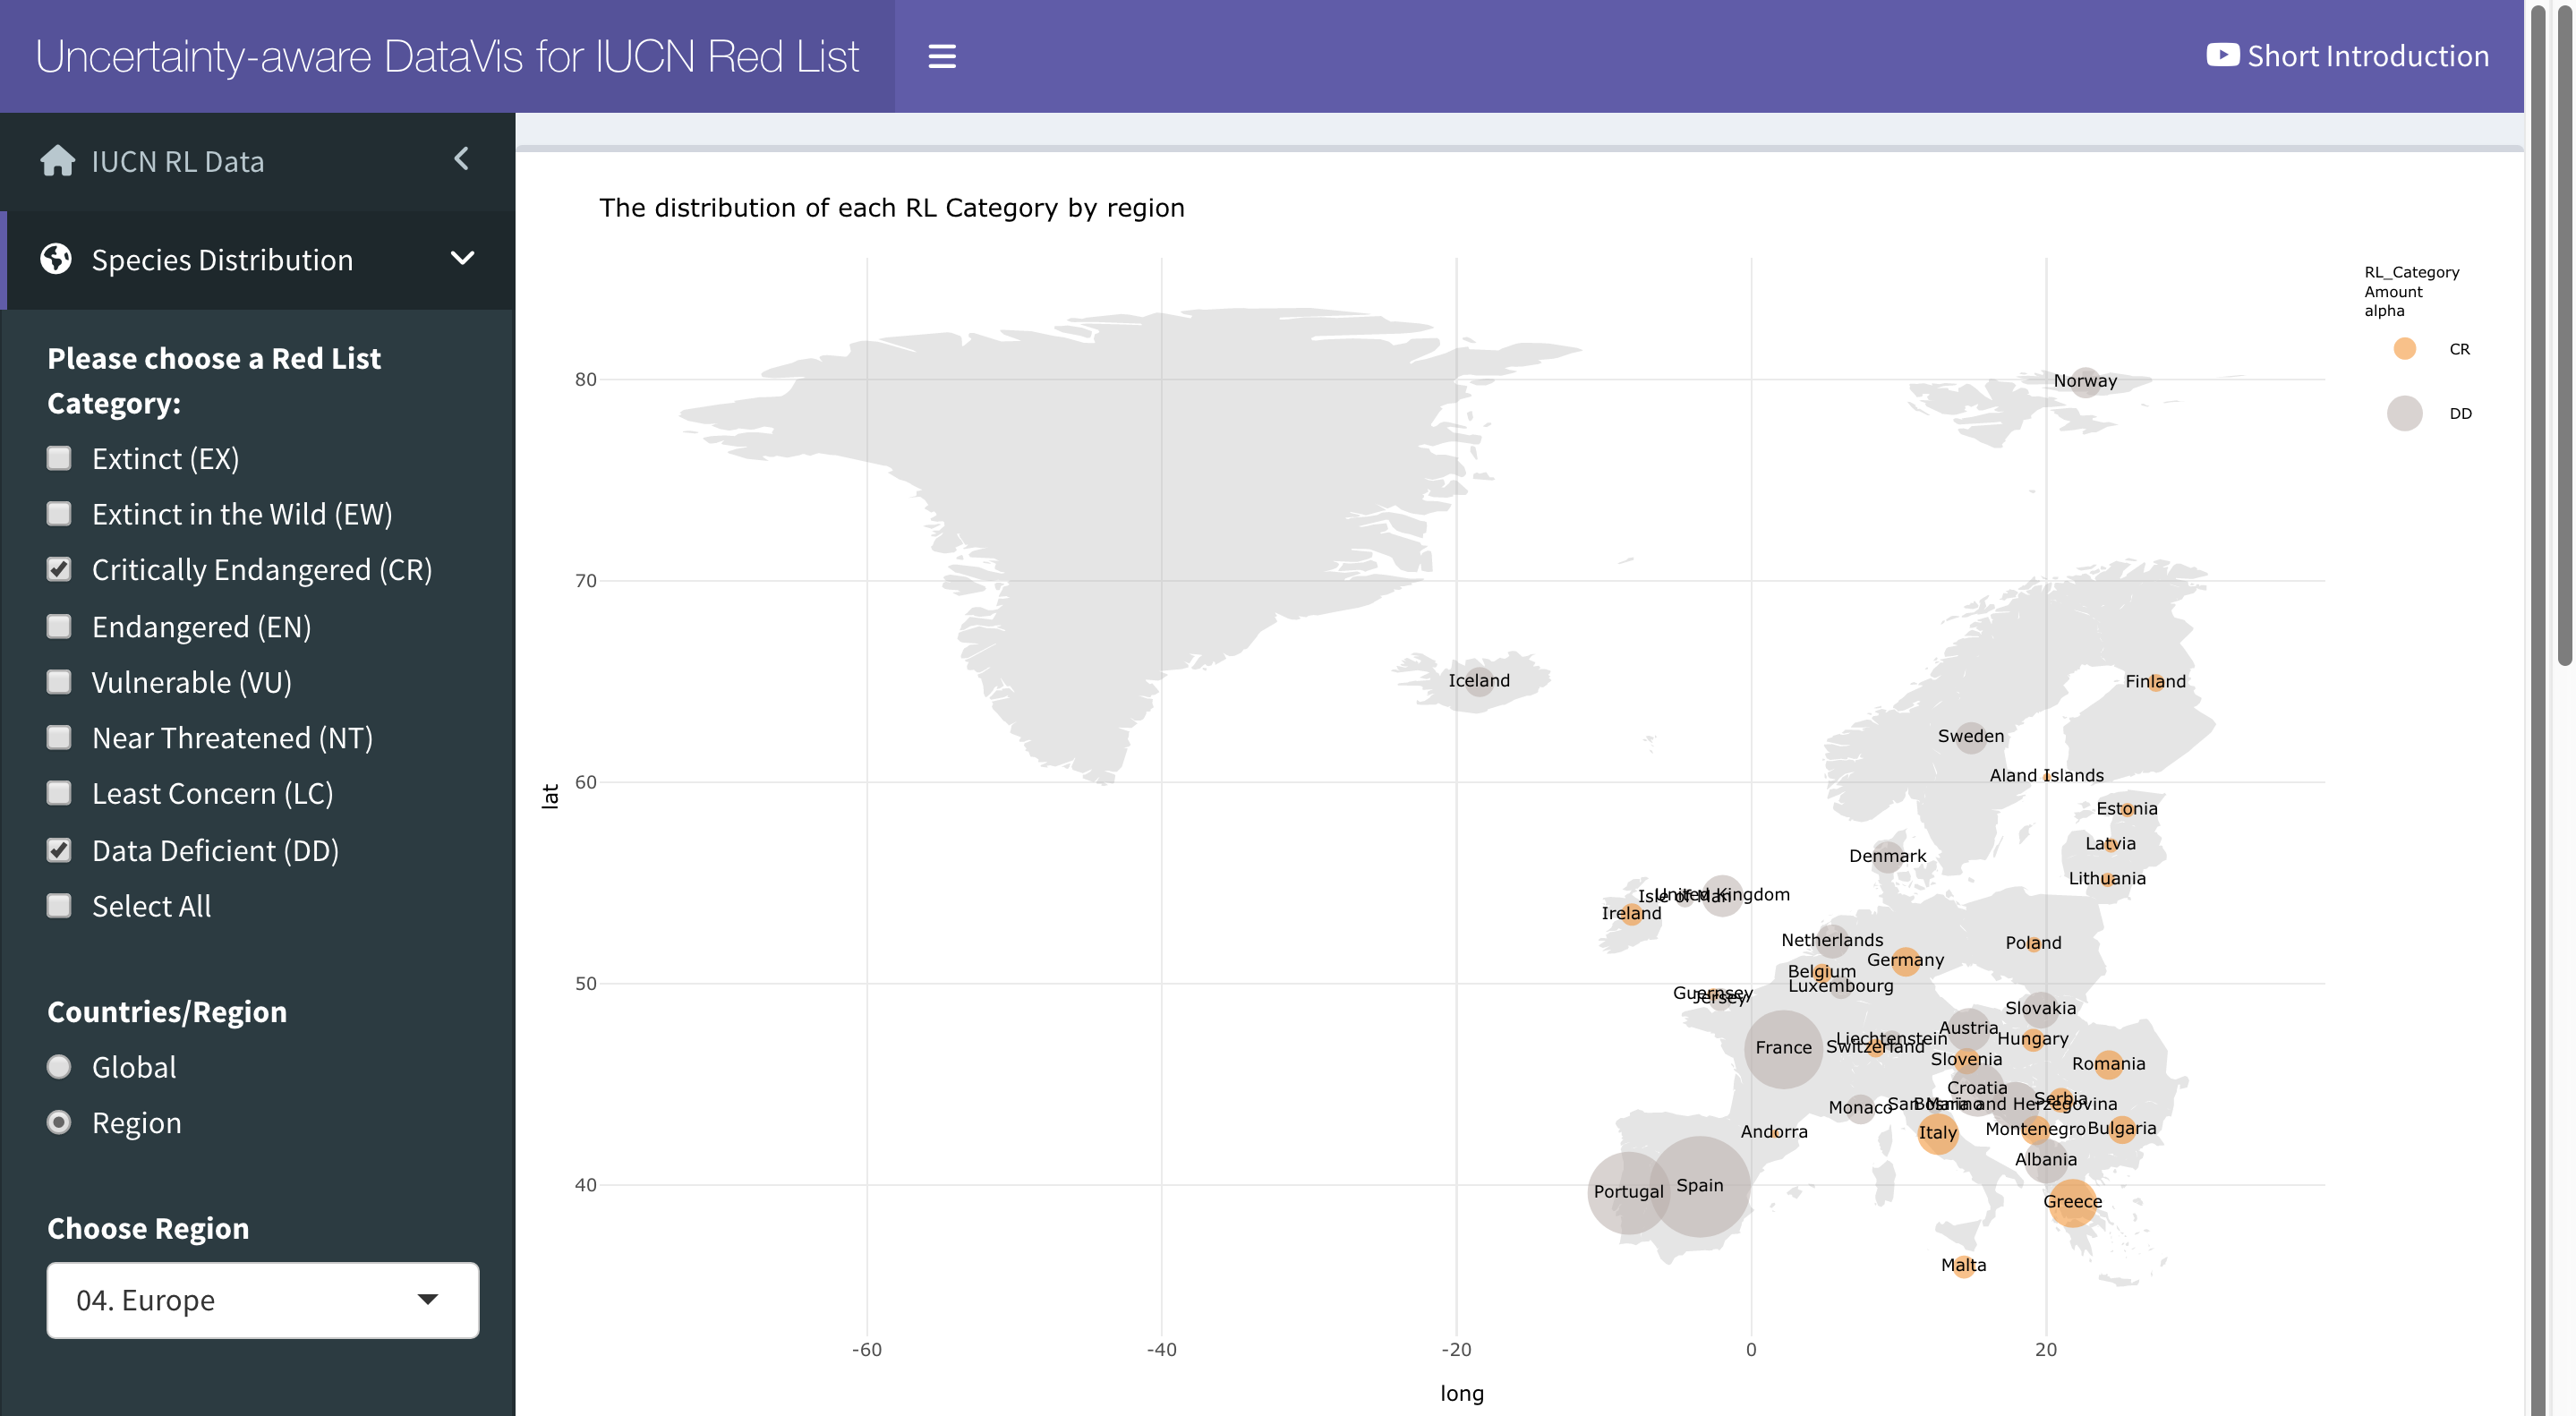 Uncertainty-aware DataVis for IUCN Red List
Short Introduction
IUCN RL Data
Species Distribution
Please choose a Red List
Category:
Extinct (EX)
Extinct in the Wild (EW)
Critically Endangered (CR)
Endangered (EN)
Vulnerable (VU)
Near Threatened (NT)
Least Concern (LC)
Data Deficient (DD)
Select All
Countries/Region
Global
Region
Choose Region
04. Europe
The distribution of each RL Category by region
RL_Category
Amount
alpha
CR
DD
80
70
60
50
40
lat
-60
-40
-20
0
20
long
Norway
Iceland
Finland
Sweden
Aland Islands
Estonia
Latvia
Denmark
Lithuania
Isle of Man
United Kingdom
Ireland
Netherlands
Poland
Germany
Belgium
Luxembourg
Guernsey
Jersey
Slovakia
Austria
Liechtenstein
Hungary
France
Switzerland
Slovenia
Romania
Croatia
Serbia
Monaco
San Marino
Bosnia and Herzegovina
Andorra
Italy
Montenegro
Bulgaria
Albania
Portugal
Spain
Greece
Malta